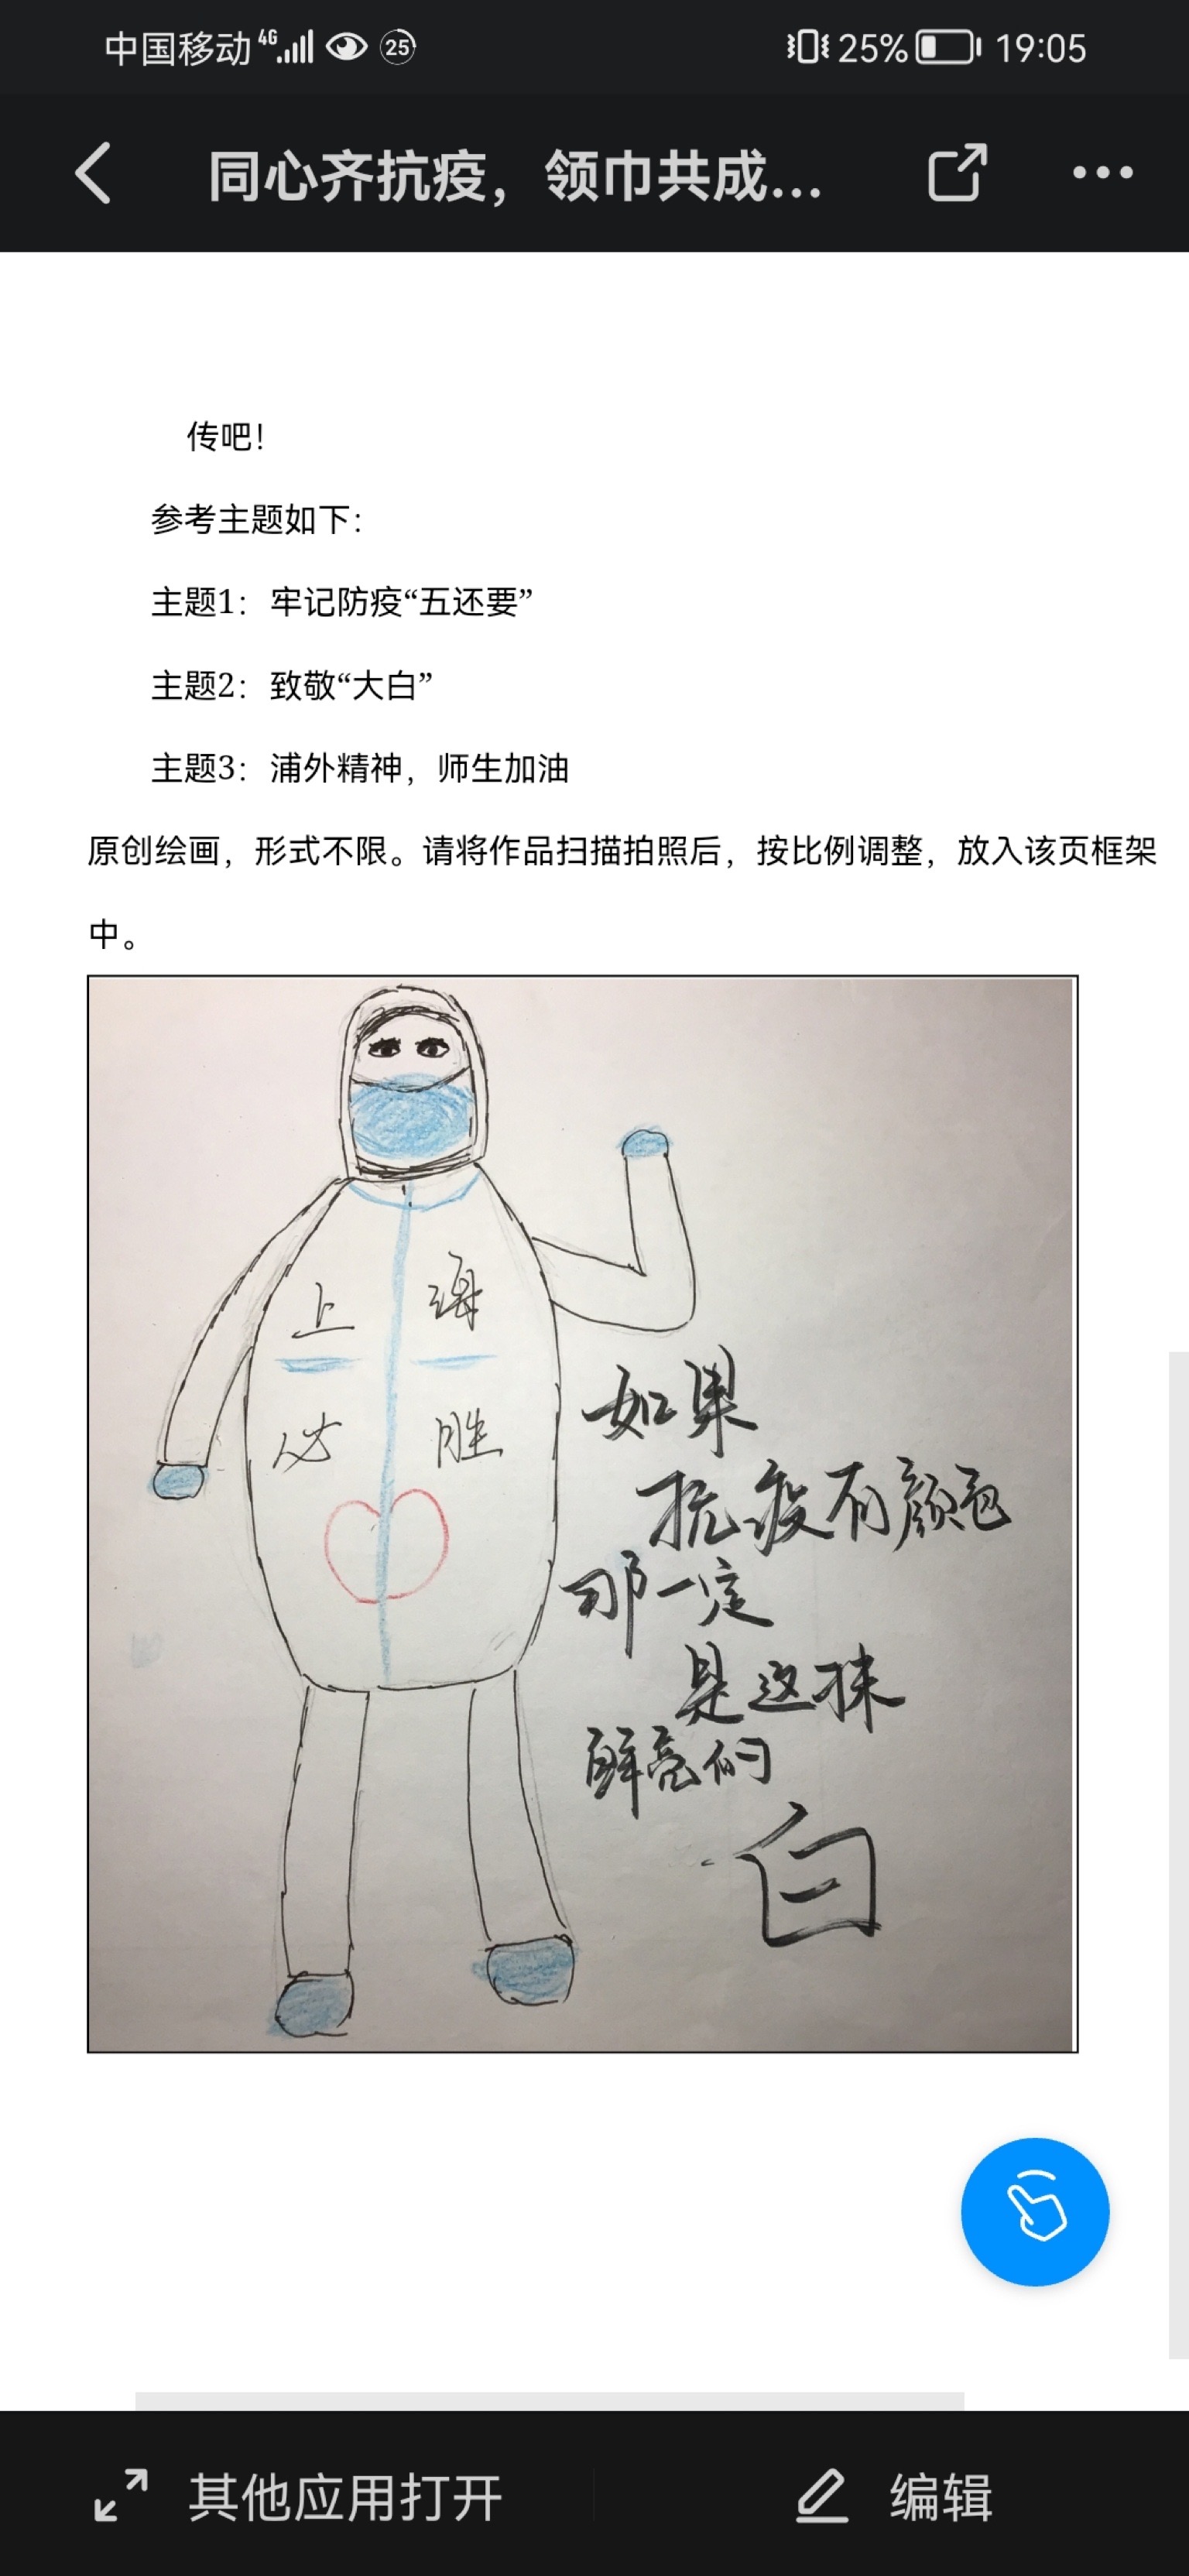 中国移动 4G 25 25% 19:05
同心齐抗疫，领巾共成...
传吧！
参考主题如下：
主题1：牢记防疫“五还要”
主题2：致敬“大白”
主题3：浦外精神，师生加油
原创绘画，形式不限。请将作品扫描拍照后，按比例调整，放入该页框架
中。
上海
必胜
如果
抗疫有颜色
那一定
是这抹
鲜亮的
白
其他应用打开 编辑